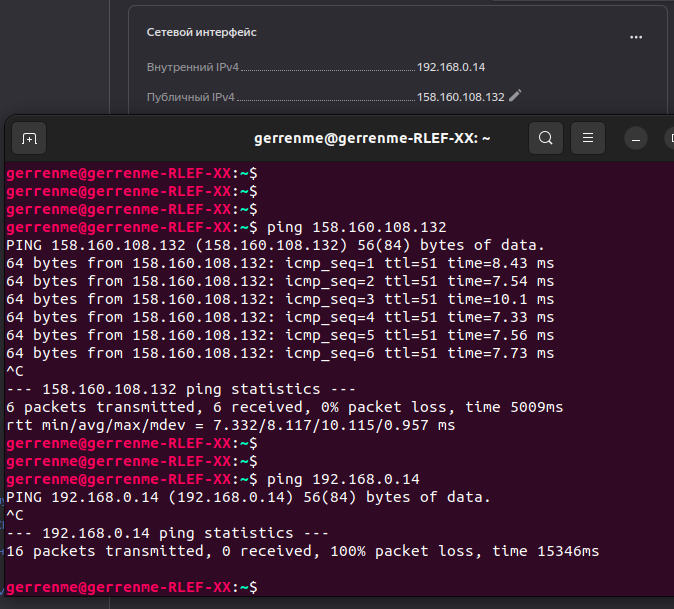 Сетевой интерфейс
Внутренний IPv4 192.168.0.14
Публичный IPv4 158.160.108.132
gerrenme@gerrenme-RLEF-XX: ~
gerrenme@gerrenme-RLEF-XX:~$
gerrenme@gerrenme-RLEF-XX:~$
gerrenme@gerrenme-RLEF-XX:~$
gerrenme@gerrenme-RLEF-XX:~$ ping 158.160.108.132
PING 158.160.108.132 (158.160.108.132) 56(84) bytes of data.
64 bytes from 158.160.108.132: icmp_seq=1 ttl=51 time=8.43 ms
64 bytes from 158.160.108.132: icmp_seq=2 ttl=51 time=7.54 ms
64 bytes from 158.160.108.132: icmp_seq=3 ttl=51 time=10.1 ms
64 bytes from 158.160.108.132: icmp_seq=4 ttl=51 time=7.33 ms
64 bytes from 158.160.108.132: icmp_seq=5 ttl=51 time=7.56 ms
64 bytes from 158.160.108.132: icmp_seq=6 ttl=51 time=7.73 ms
^C
--- 158.160.108.132 ping statistics ---
6 packets transmitted, 6 received, 0% packet loss, time 5009ms
rtt min/avg/max/mdev = 7.332/8.117/10.115/0.957 ms
gerrenme@gerrenme-RLEF-XX:~$
gerrenme@gerrenme-RLEF-XX:~$
gerrenme@gerrenme-RLEF-XX:~$ ping 192.168.0.14
PING 192.168.0.14 (192.168.0.14) 56(84) bytes of data.
^C
--- 192.168.0.14 ping statistics ---
16 packets transmitted, 0 received, 100% packet loss, time 15346ms
gerrenme@gerrenme-RLEF-XX:~$